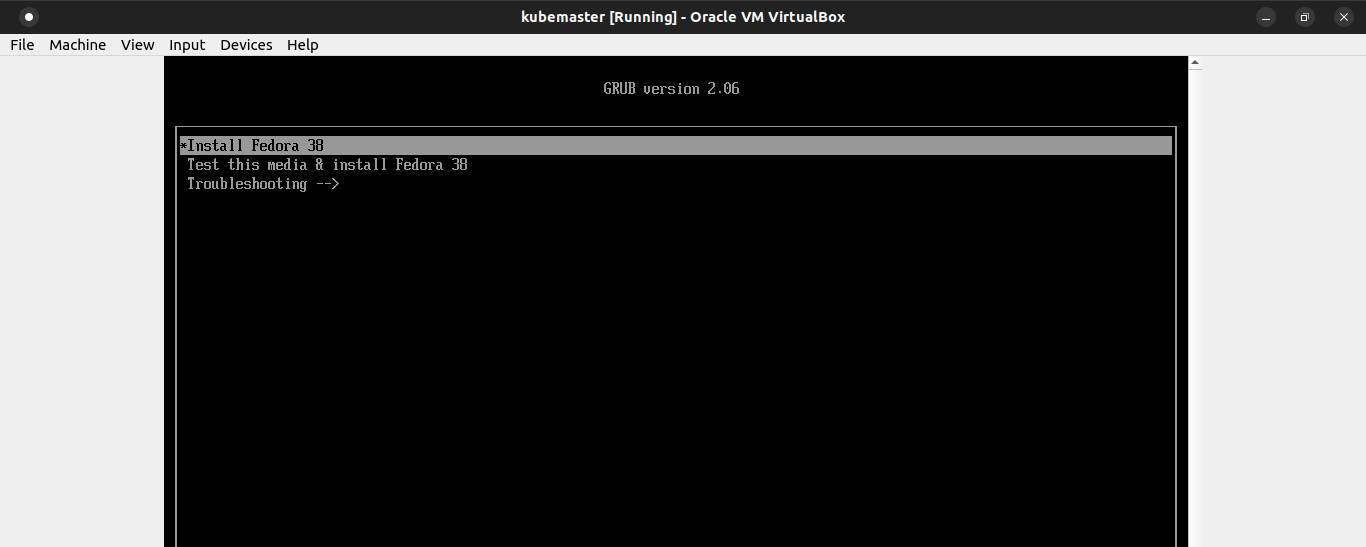 kubemaster [Running] - Oracle VM VirtualBox
File Machine View Input Devices Help
GRUB version 2.06
*Install Fedora 38
Test this media & install Fedora 38
Troubleshooting -->